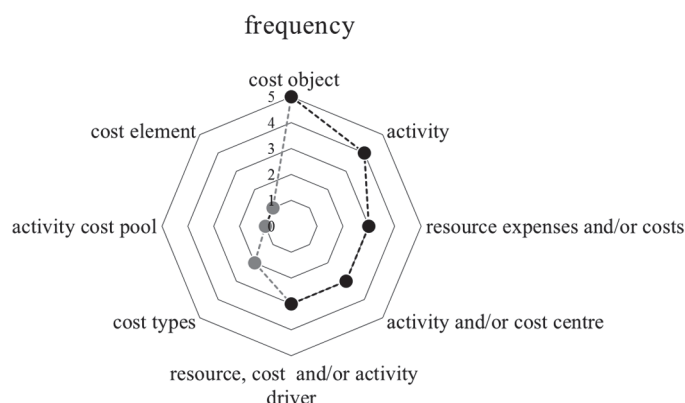 frequency
cost object
5
cost element
activity
4
3
2
1
activity cost pool
0
resource expenses and/or costs
cost types
activity and/or cost centre
resource, cost and/or activity
driver